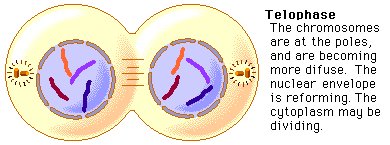 Telophase
The chromosomes
are at the poles,
and are becoming
more difuse. The
nuclear envelope
is reforming. The
cytoplasm may be
dividing.